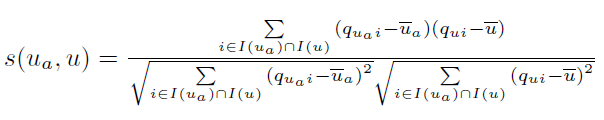 s(u_a, u) = \frac{\sum_{i \in I(u_a) \cap I(u)} (q_{u_a i} - \overline{u}_a)(q_{ui} - \overline{u})}{\sqrt{\sum_{i \in I(u_a) \cap I(u)} (q_{u_a i} - \overline{u}_a)^2} \sqrt{\sum_{i \in I(u_a) \cap I(u)} (q_{ui} - \overline{u})^2}}